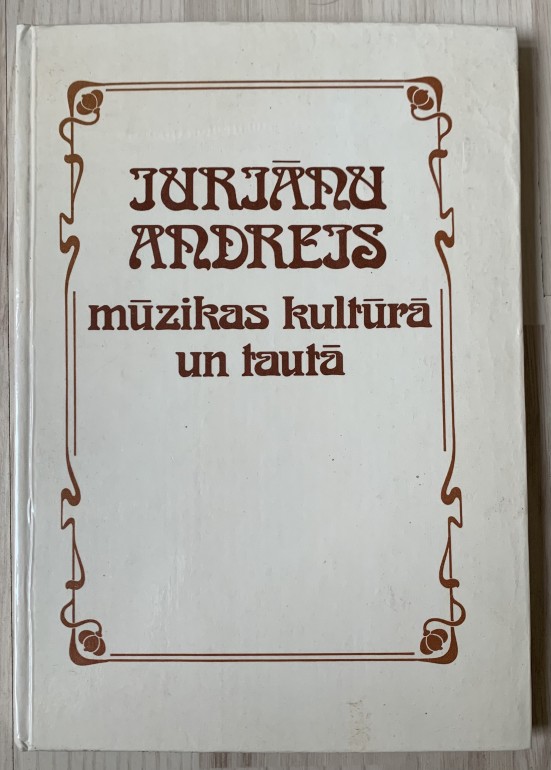 JURJĀNU
ANDREJS
mūzikas kultūrā
un tautā